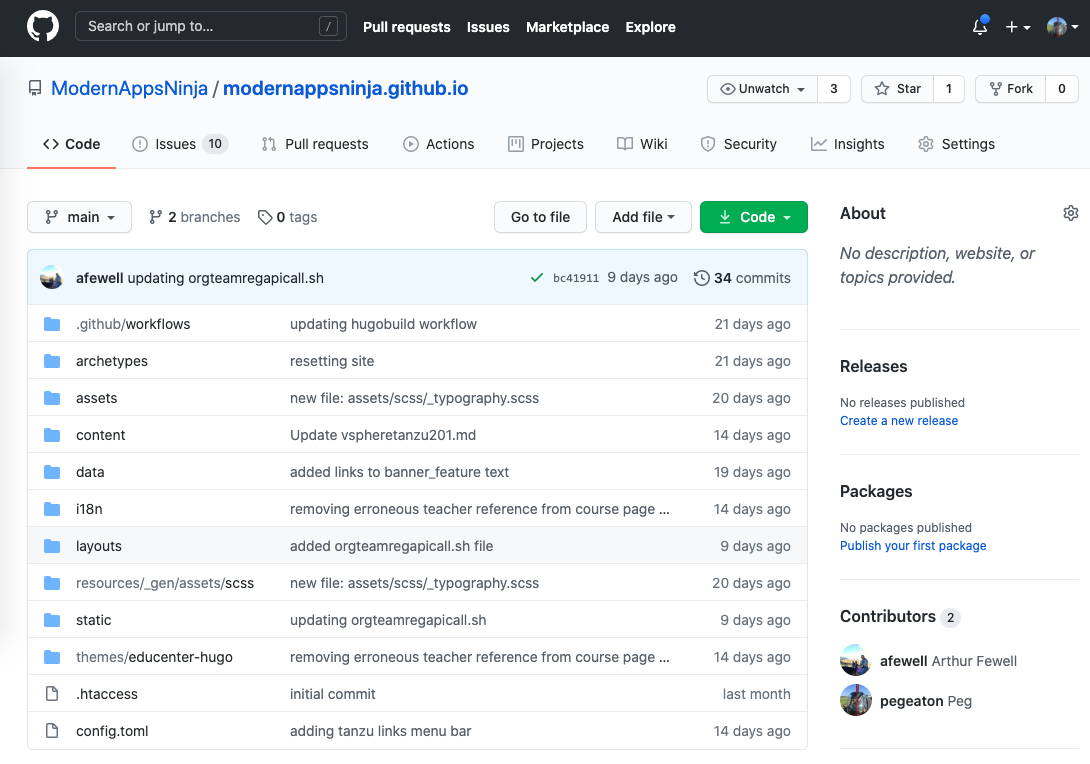 Search or jump to... /
Pull requests Issues Marketplace Explore
ModernAppsNinja / modernappsninja.github.io
Unwatch 3 Star 1 Fork 0
Code Issues 10 Pull requests Actions Projects Wiki Security Insights Settings
main 2 branches 0 tags Go to file Add file Code
afewell updating orgteamregapicall.sh bc41911 9 days ago 34 commits
.github/workflows updating hugobuild workflow 21 days ago
archetypes resetting site 21 days ago
assets new file: assets/scss/_typography.scss 20 days ago
content Update vspheretanzu201.md 14 days ago
data added links to banner_feature text 19 days ago
i18n removing erroneous teacher reference from course page ... 14 days ago
layouts added orgteamregapicall.sh file 9 days ago
resources/_gen/assets/scss new file: assets/scss/_typography.scss 20 days ago
static updating orgteamregapicall.sh 9 days ago
themes/educenter-hugo removing erroneous teacher reference from course page ... 14 days ago
.htaccess initial commit last month
config.toml adding tanzu links menu bar 14 days ago
About
No description, website, or
topics provided.
Releases
No releases published
Create a new release
Packages
No packages published
Publish your first package
Contributors 2
afewell Arthur Fewell
pegeaton Peg